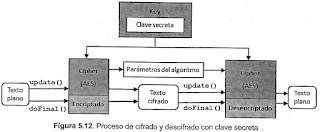 Key
Clave secreta
Cipher
(AES)
Encriptado
Parámetros del algoritmo
Cipher
(AES)
Desencriptado
Texto
plano
update()
doFinal()
Texto
cifrado
update()
doFinal()
Texto
plano
Figura 5.12. Proceso de cifrado y descifrado con clave secreta .